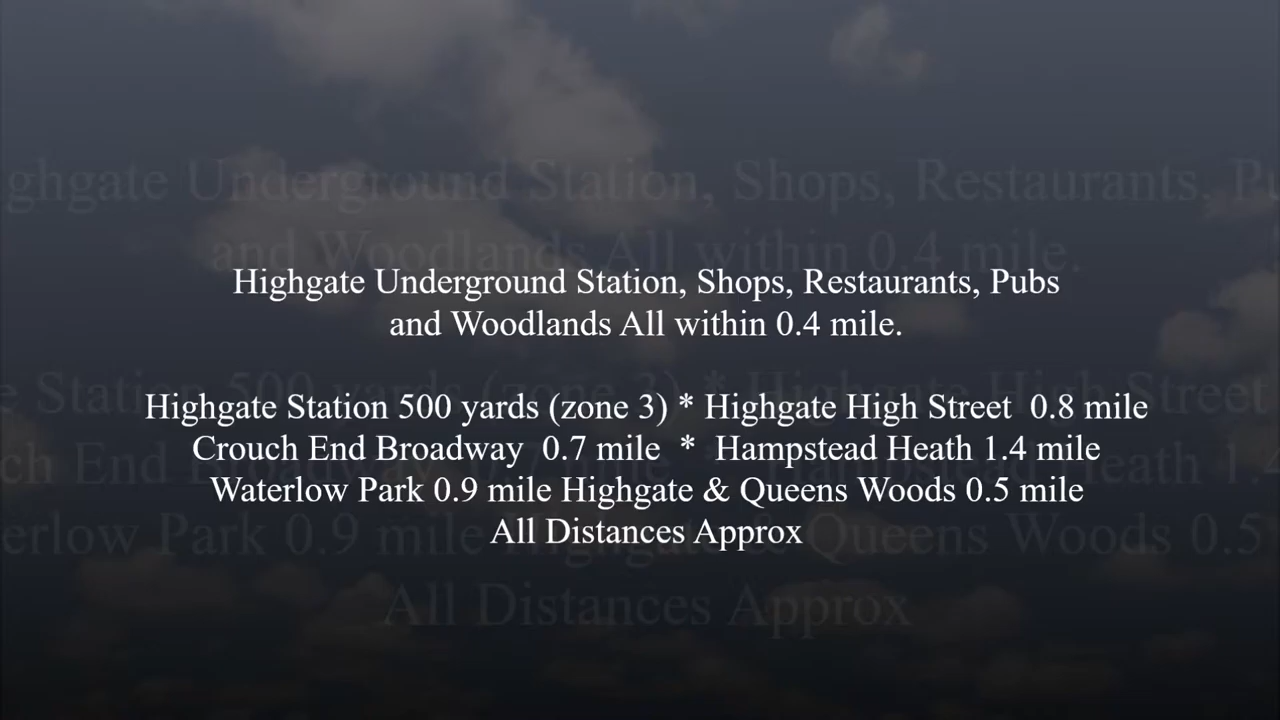 Highgate Underground Station, Shops, Restaurants, Pubs
and Woodlands All within 0.4 mile.
Highgate Station 500 yards (zone 3) * Highgate High Street 0.8 mile
Crouch End Broadway 0.7 mile * Hampstead Heath 1.4 mile
Waterlow Park 0.9 mile Highgate & Queens Woods 0.5 mile
All Distances Approx